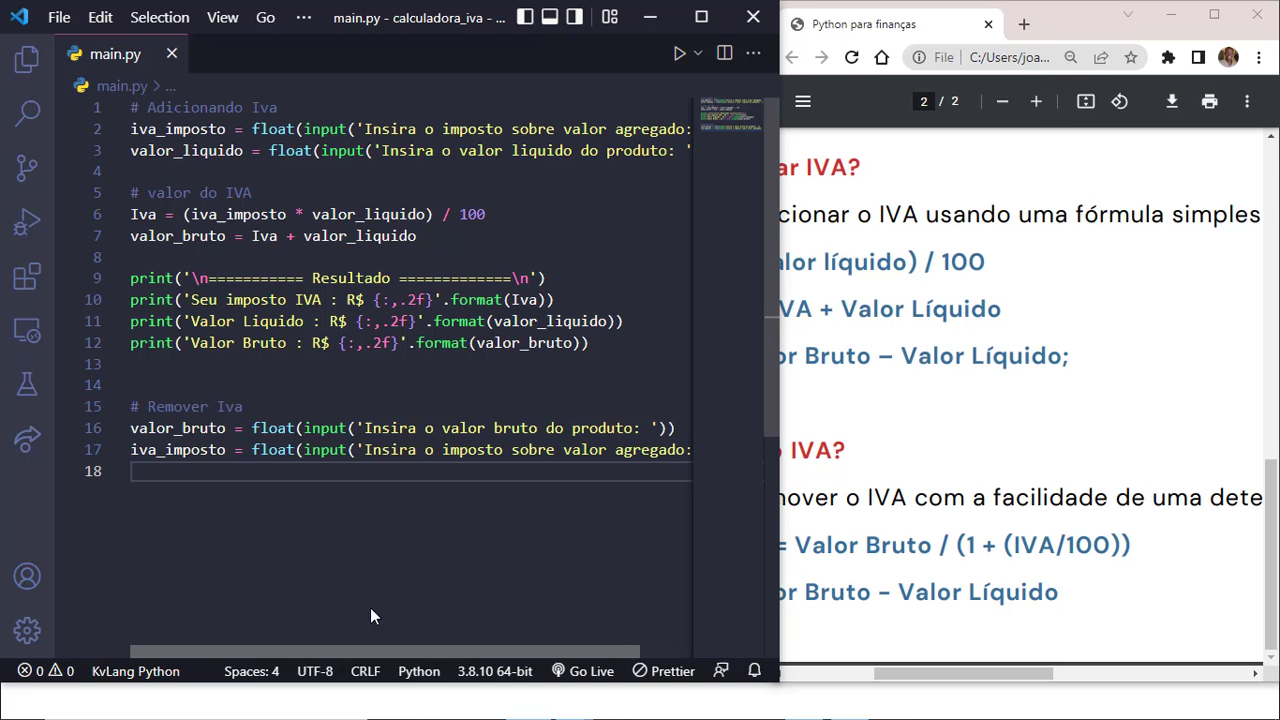 File Edit Selection View Go ··· main.py - calculadora_iva - ...
main.py
main.py > ...
1 # Adicionando Iva
2 iva_imposto = float(input('Insira o imposto sobre valor agregado:
3 valor_liquido = float(input('Insira o valor liquido do produto: '
4
5 # valor do IVA
6 Iva = (iva_imposto * valor_liquido) / 100
7 valor_bruto = Iva + valor_liquido
8
9 print('\n=========== Resultado =============\n')
10 print('Seu imposto IVA : R$ {:,.2f}'.format(Iva))
11 print('Valor Liquido : R$ {:,.2f}'.format(valor_liquido))
12 print('Valor Bruto : R$ {:,.2f}'.format(valor_bruto))
13
14
15 # Remover Iva
16 valor_bruto = float(input('Insira o valor bruto do produto: '))
17 iva_imposto = float(input('Insira o imposto sobre valor agregado:
18
0 0 KvLang Python Spaces: 4 UTF-8 CRLF Python 3.8.10 64-bit Go Live Prettier
Python para finanças
File C:/Users/joa...
2 / 2
ar IVA?
cionar o IVA usando uma fórmula simples
alor líquido) / 100
VA + Valor Líquido
or Bruto – Valor Líquido;
o IVA?
nover o IVA com a facilidade de uma dete
= Valor Bruto / (1 + (IVA/100))
or Bruto - Valor Líquido